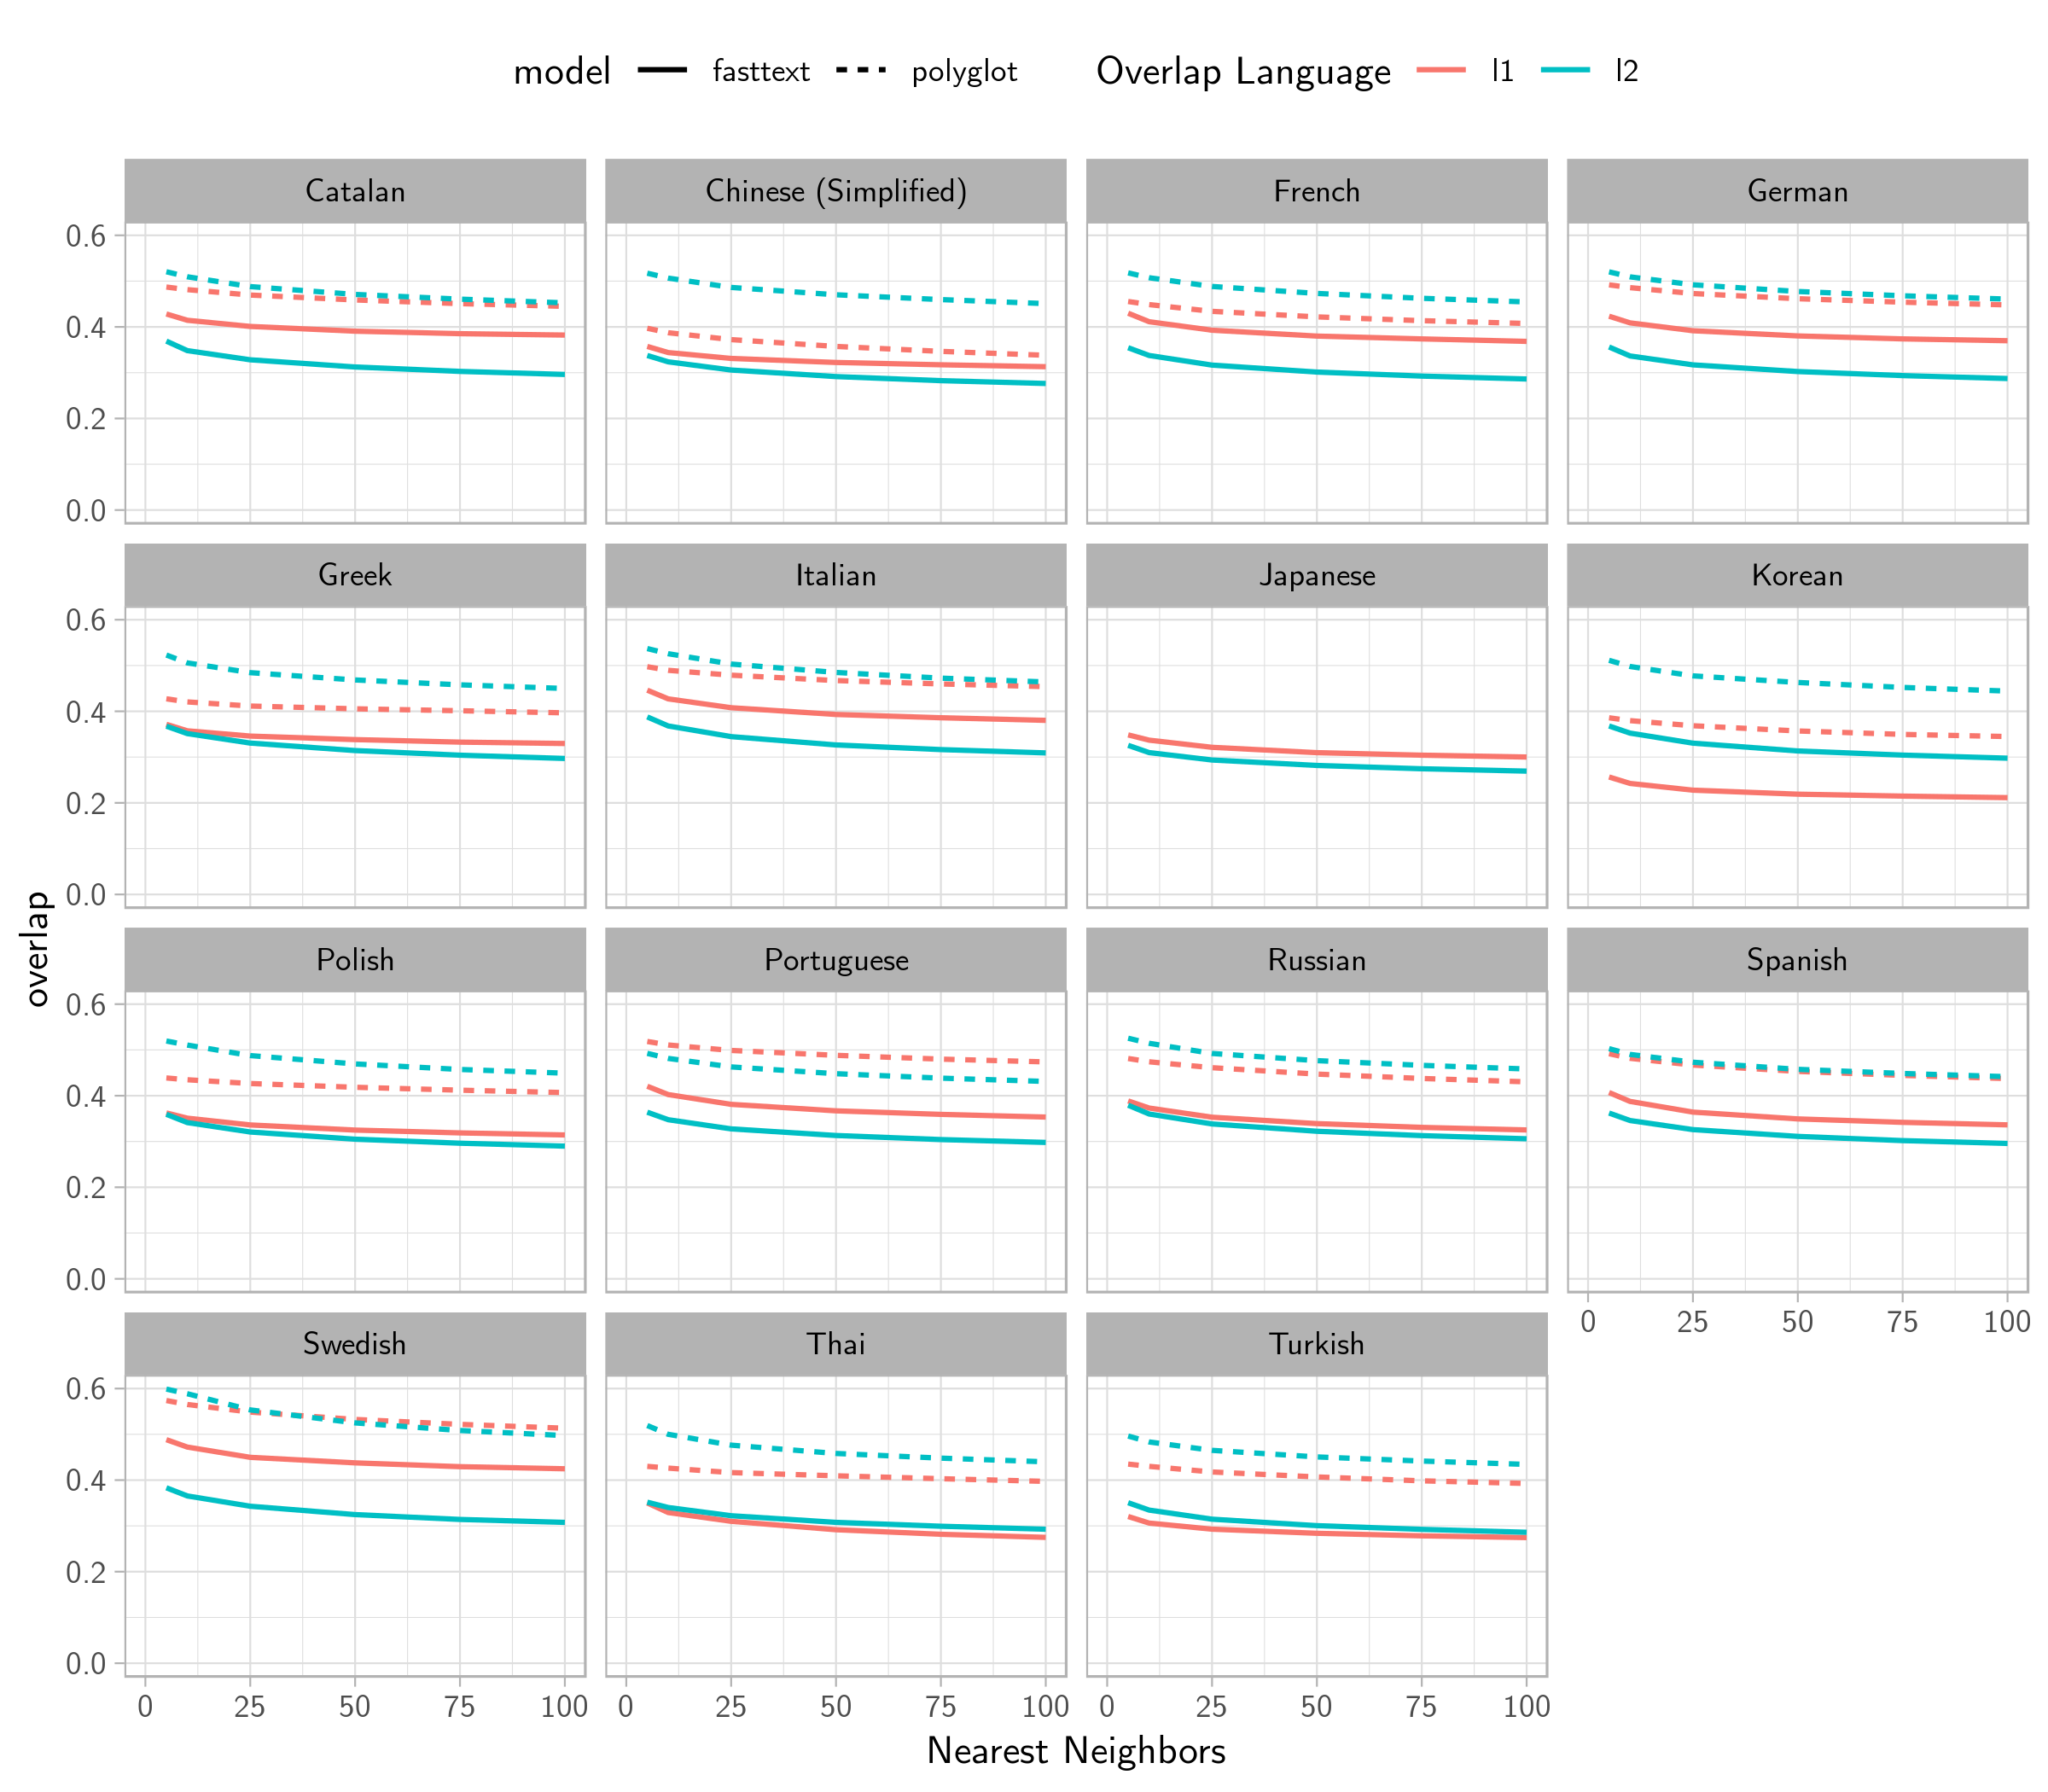 model fasttext polyglot Overlap Language l1 l2
Catalan Chinese (Simplified) French German
0.6
0.4
0.2
0.0
Greek Italian Japanese Korean
0.6
0.4
0.2
0.0
overlap
Polish Portuguese Russian Spanish
0.6
0.4
0.2
0.0
0 25 50 75 100
Swedish Thai Turkish
0.6
0.4
0.2
0.0
0 25 50 75 100 0 25 50 75 100 0 25 50 75 100
Nearest Neighbors